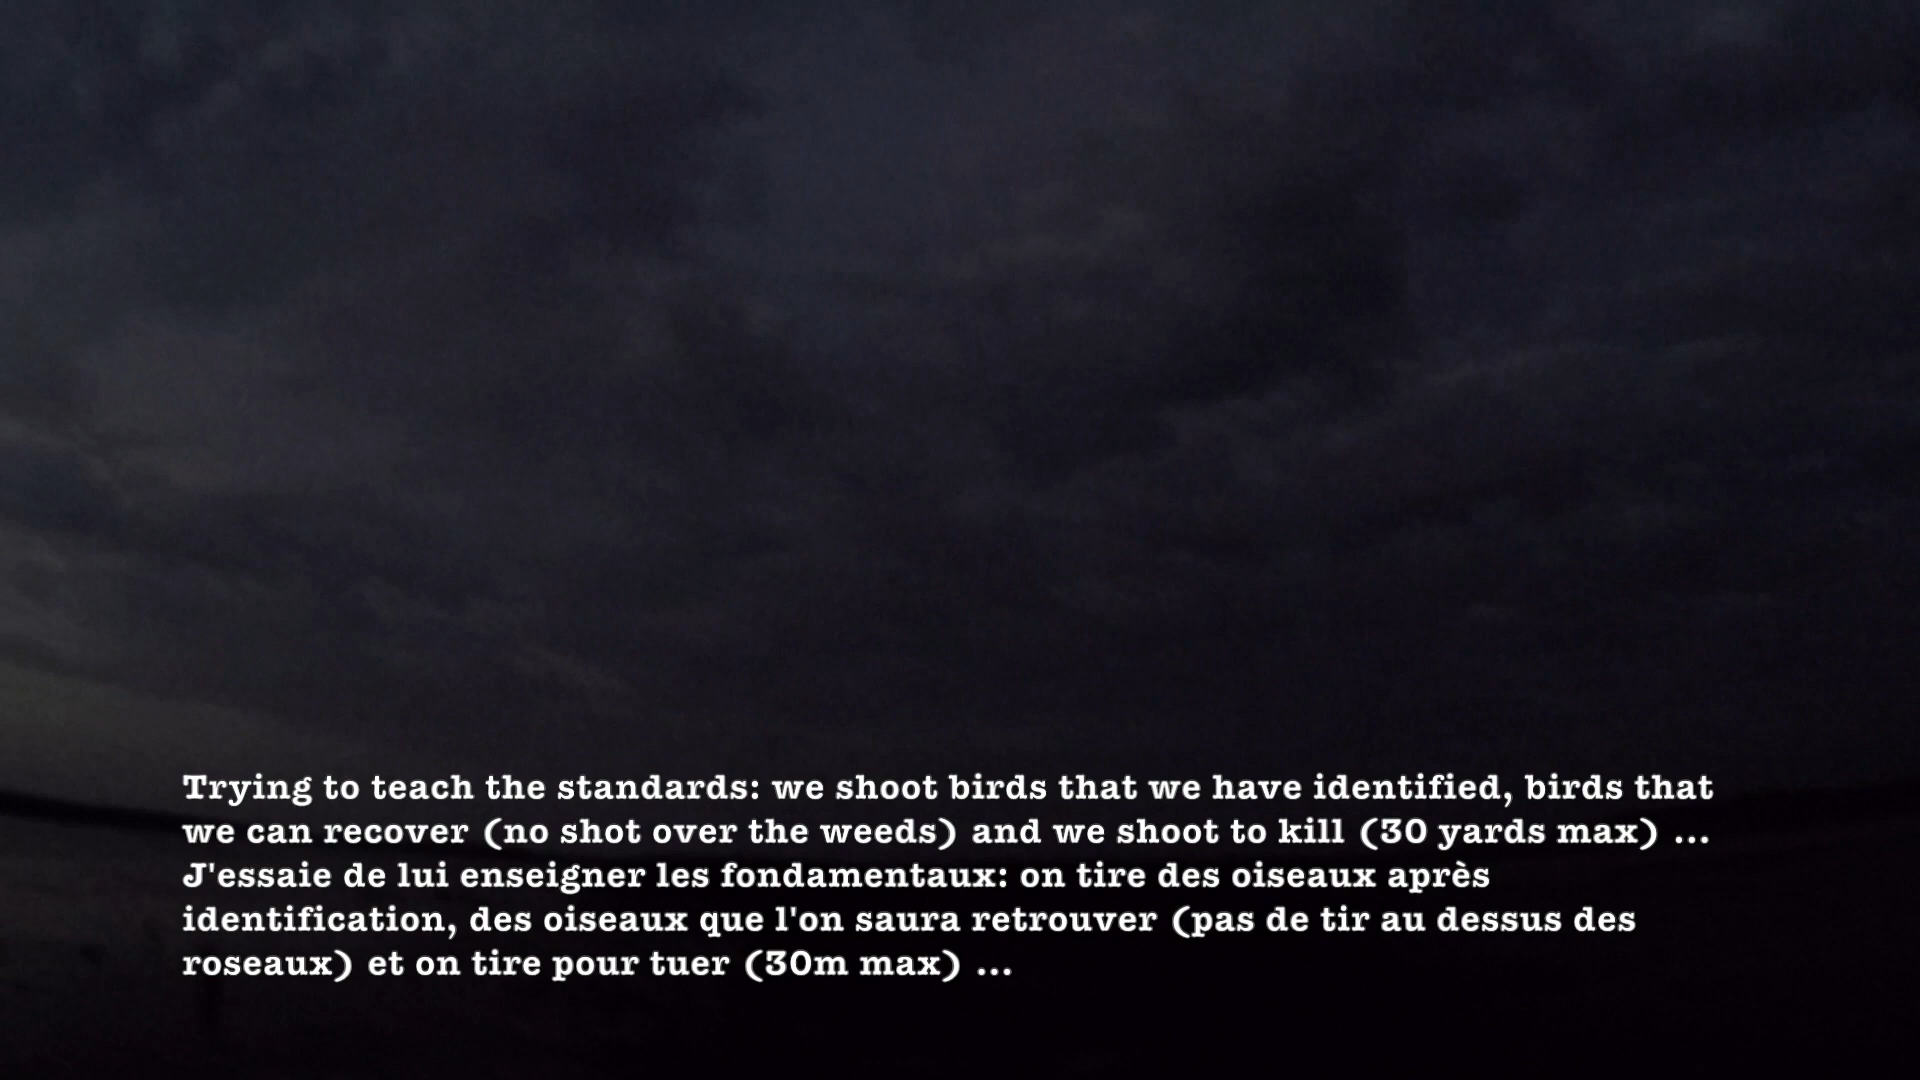 Trying to teach the standards: we shoot birds that we have identified, birds that
we can recover (no shot over the weeds) and we shoot to kill (30 yards max) ...
J'essaie de lui enseigner les fondamentaux: on tire des oiseaux après
identification, des oiseaux que l'on saura retrouver (pas de tir au dessus des
roseaux) et on tire pour tuer (30m max) ...